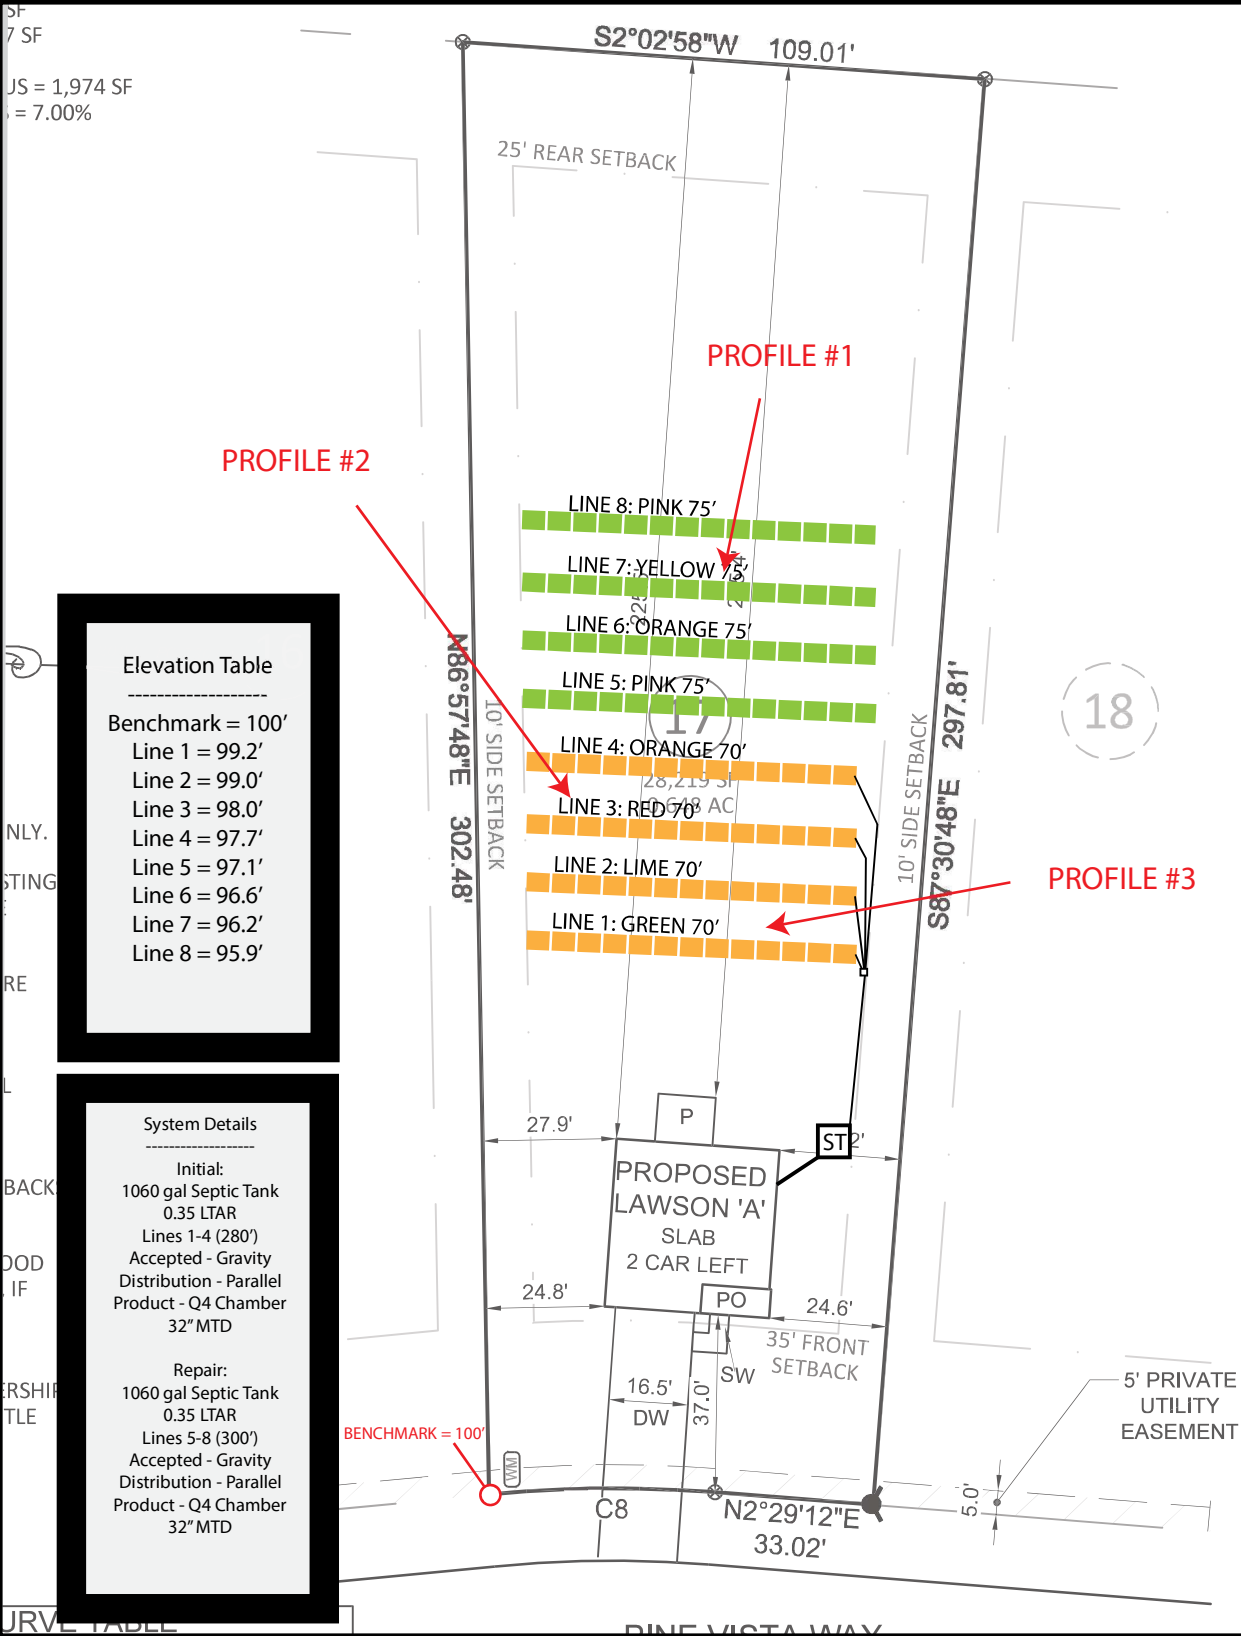 SF
7 SF
US = 1,974 SF
= 7.00%
S2°02'58"W 109.01'
25' REAR SETBACK
PROFILE #1
PROFILE #2
LINE 8: PINK 75'
LINE 7: YELLOW 75'
LINE 6: ORANGE 75'
LINE 5: PINK 75'
17
LINE 4: ORANGE 70'
28,219 SF
0.648 AC
LINE 3: RED 70'
LINE 2: LIME 70'
LINE 1: GREEN 70'
PROFILE #3
N86°57'48"E 302.48'
10' SIDE SETBACK
10' SIDE SETBACK
S87°30'48"E 297.81'
18
Elevation Table
-------------------
Benchmark = 100'
Line 1 = 99.2'
Line 2 = 99.0'
Line 3 = 98.0'
Line 4 = 97.7'
Line 5 = 97.1'
Line 6 = 96.6'
Line 7 = 96.2'
Line 8 = 95.9'
NLY.
STING
RE
L
BACKS
OOD
, IF
ERSHIP
TLE
System Details
-------------------
Initial:
1060 gal Septic Tank
0.35 LTAR
Lines 1-4 (280')
Accepted - Gravity
Distribution - Parallel
Product - Q4 Chamber
32" MTD
Repair:
1060 gal Septic Tank
0.35 LTAR
Lines 5-8 (300')
Accepted - Gravity
Distribution - Parallel
Product - Q4 Chamber
32" MTD
27.9'
P
ST
2'
PROPOSED
LAWSON 'A'
SLAB
2 CAR LEFT
PO
24.8'
24.6'
35' FRONT
SETBACK
SW
16.5'
DW
37.0'
BENCHMARK = 100'
WM
C8
N2°29'12"E
33.02'
5' PRIVATE
UTILITY
EASEMENT
5.0'
URVE TABLE
PINE VISTA WAY